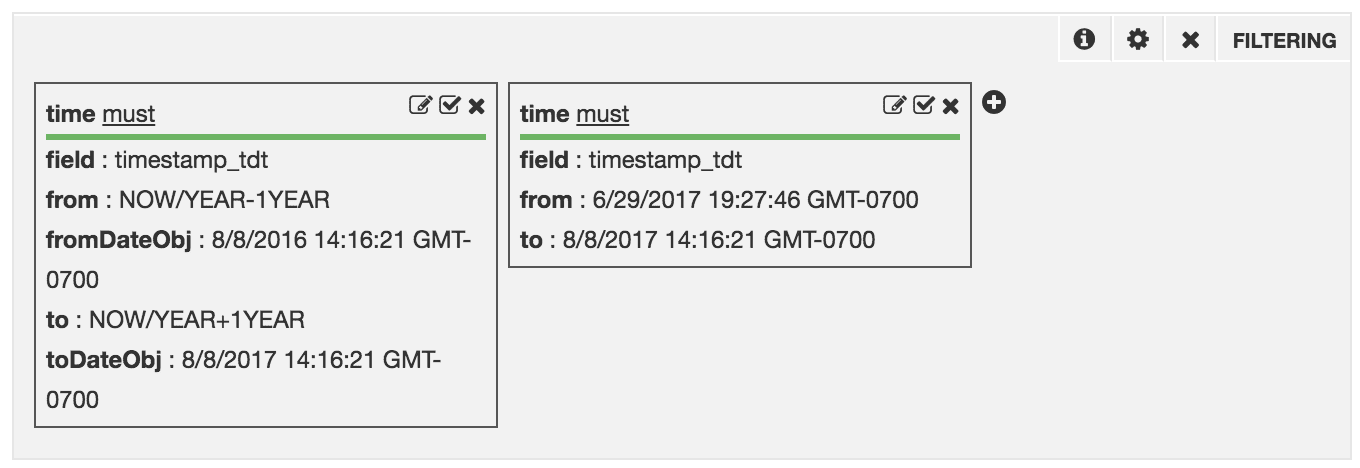 FILTERING
time must
field : timestamp_tdt
from : NOW/YEAR-1YEAR
fromDateObj : 8/8/2016 14:16:21 GMT-
0700
to : NOW/YEAR+1YEAR
toDateObj : 8/8/2017 14:16:21 GMT-
0700
time must
field : timestamp_tdt
from : 6/29/2017 19:27:46 GMT-0700
to : 8/8/2017 14:16:21 GMT-0700